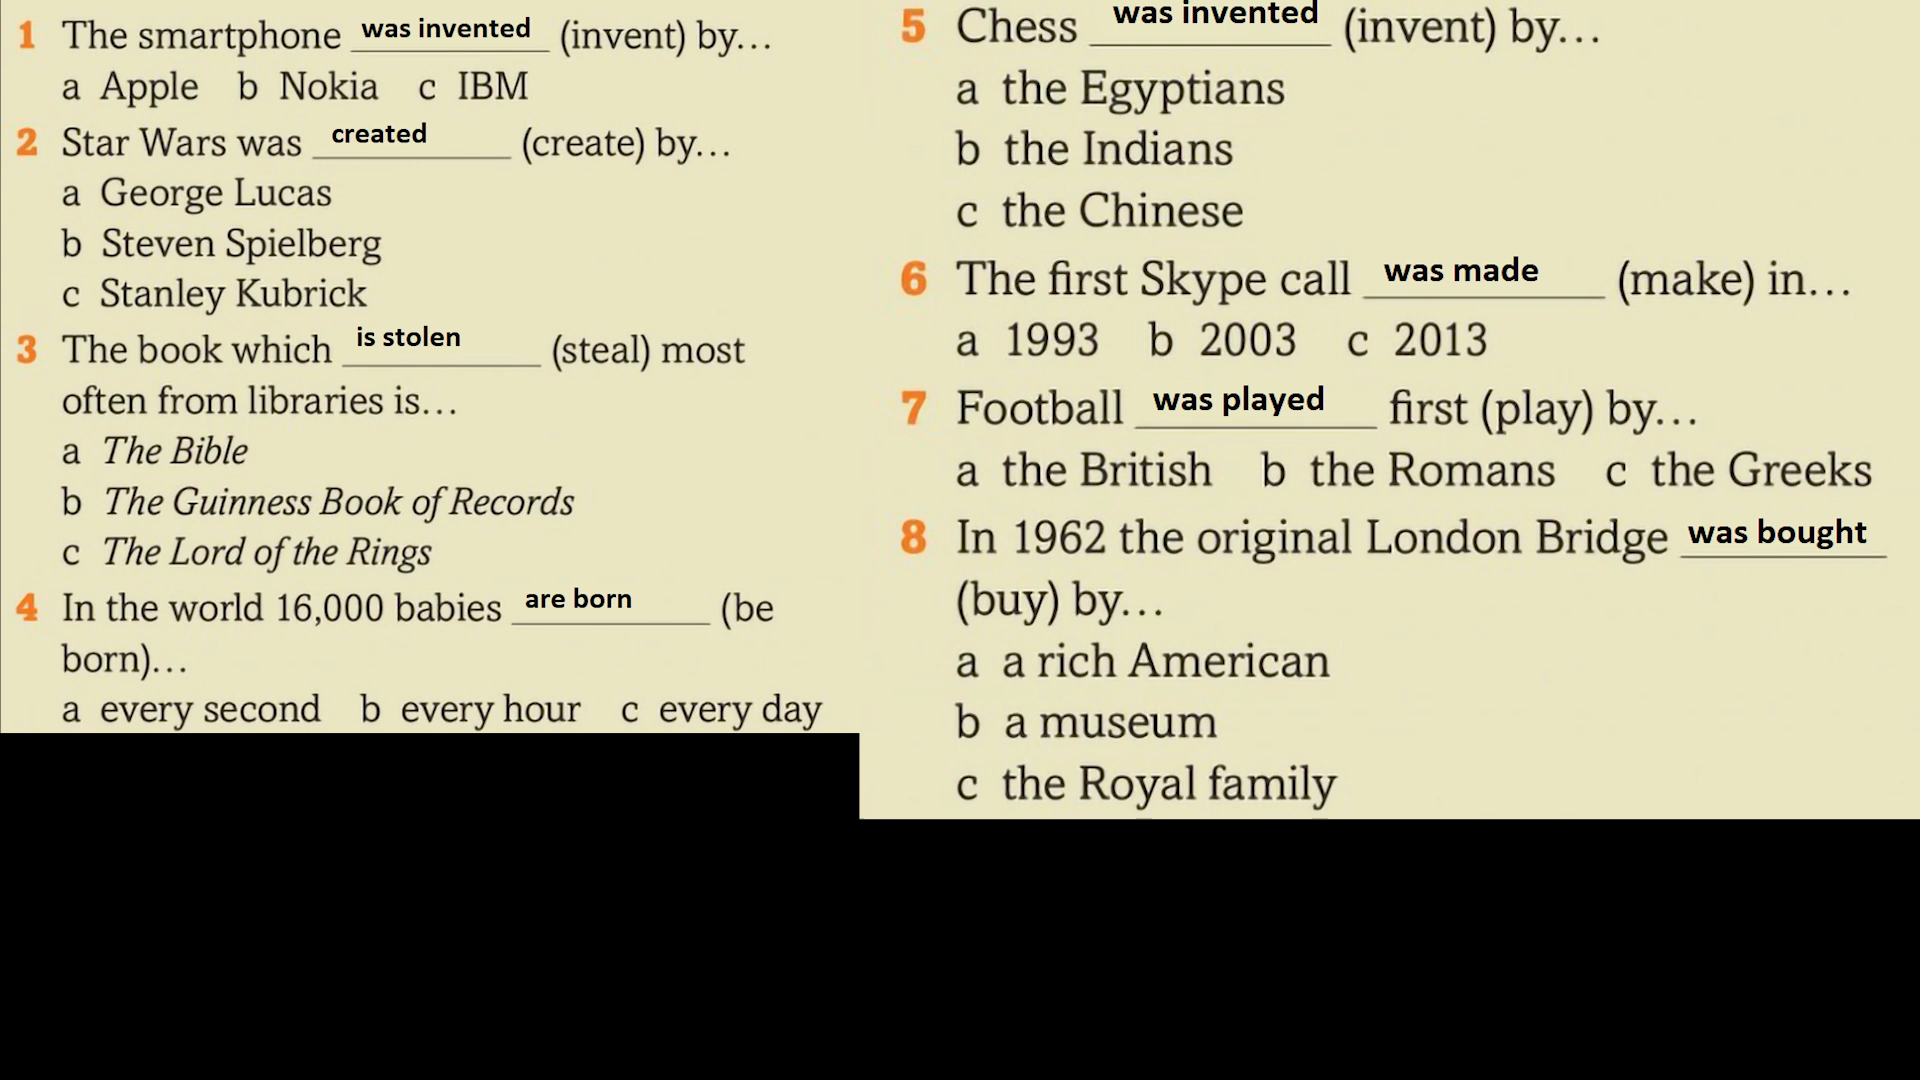 1 The smartphone was invented (invent) by…
a Apple b Nokia c IBM
2 Star Wars was created (create) by…
a George Lucas
b Steven Spielberg
c Stanley Kubrick
3 The book which is stolen (steal) most
often from libraries is…
a The Bible
b The Guinness Book of Records
c The Lord of the Rings
4 In the world 16,000 babies are born (be
born)…
a every second b every hour c every day
5 Chess was invented (invent) by…
a the Egyptians
b the Indians
c the Chinese
6 The first Skype call was made (make) in…
a 1993 b 2003 c 2013
7 Football was played first (play) by…
a the British b the Romans c the Greeks
8 In 1962 the original London Bridge was bought
(buy) by…
a a rich American
b a museum
c the Royal family